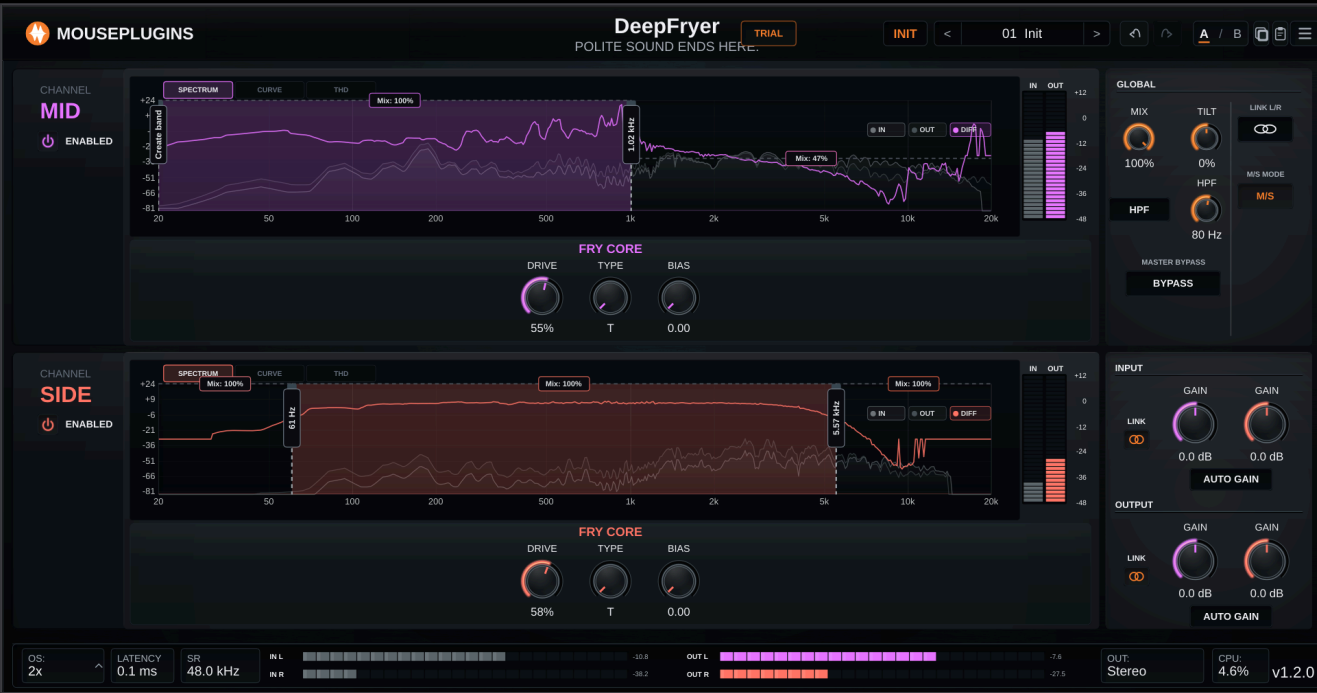 MOUSEPLUGINS
DeepFryer
TRIAL
POLITE SOUND ENDS HERE.
INIT < 01 Init > A / B
CHANNEL
MID
ENABLED
SPECTRUM CURVE THD
Mix: 100%
+24
-51
-66
-81
Create band
1.02 kHz
IN OUT DIFF
Mix: 47%
20 50 100 200 500 1k 2k 5k 10k 20k
IN OUT
+12
0
-12
-24
-36
-48
FRY CORE
DRIVE TYPE BIAS
55% T 0.00
GLOBAL
MIX TILT LINK L/R
100% 0%
M/S MODE
M/S
HPF
HPF
80 Hz
MASTER BYPASS
BYPASS
CHANNEL
SIDE
ENABLED
SPECTRUM CURVE THD
Mix: 100% Mix: 100% Mix: 100%
+24
+9
-6
-21
-36
-51
-66
-81
61 Hz
5.57 kHz
IN OUT DIFF
20 50 100 200 500 1k 2k 5k 10k 20k
IN OUT
+12
0
-12
-24
-36
-48
FRY CORE
DRIVE TYPE BIAS
58% T 0.00
INPUT
GAIN GAIN
LINK
0.0 dB 0.0 dB
AUTO GAIN
OUTPUT
GAIN GAIN
LINK
0.0 dB 0.0 dB
AUTO GAIN
OS:
2x
LATENCY
0.1 ms
SR
48.0 kHz
IN L -10.8
IN R -38.2
OUT L -7.6
OUT R -27.5
OUT:
Stereo
CPU:
4.6%
v1.2.0